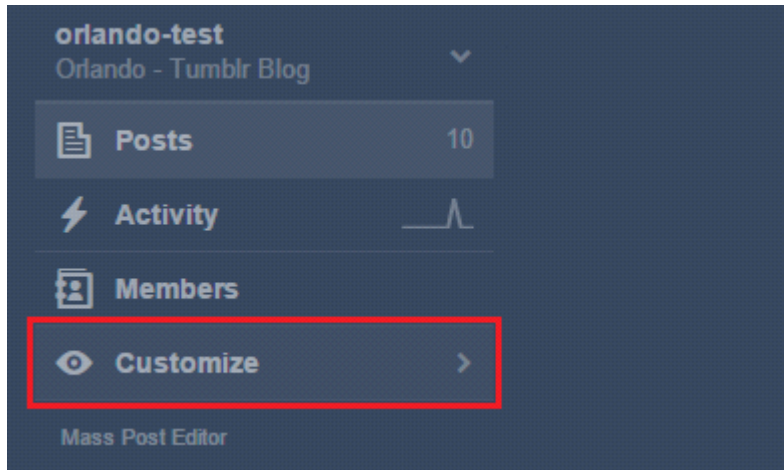 orlando-test
Orlando - Tumblr Blog
Posts 10
Activity
Members
Customize
Mass Post Editor